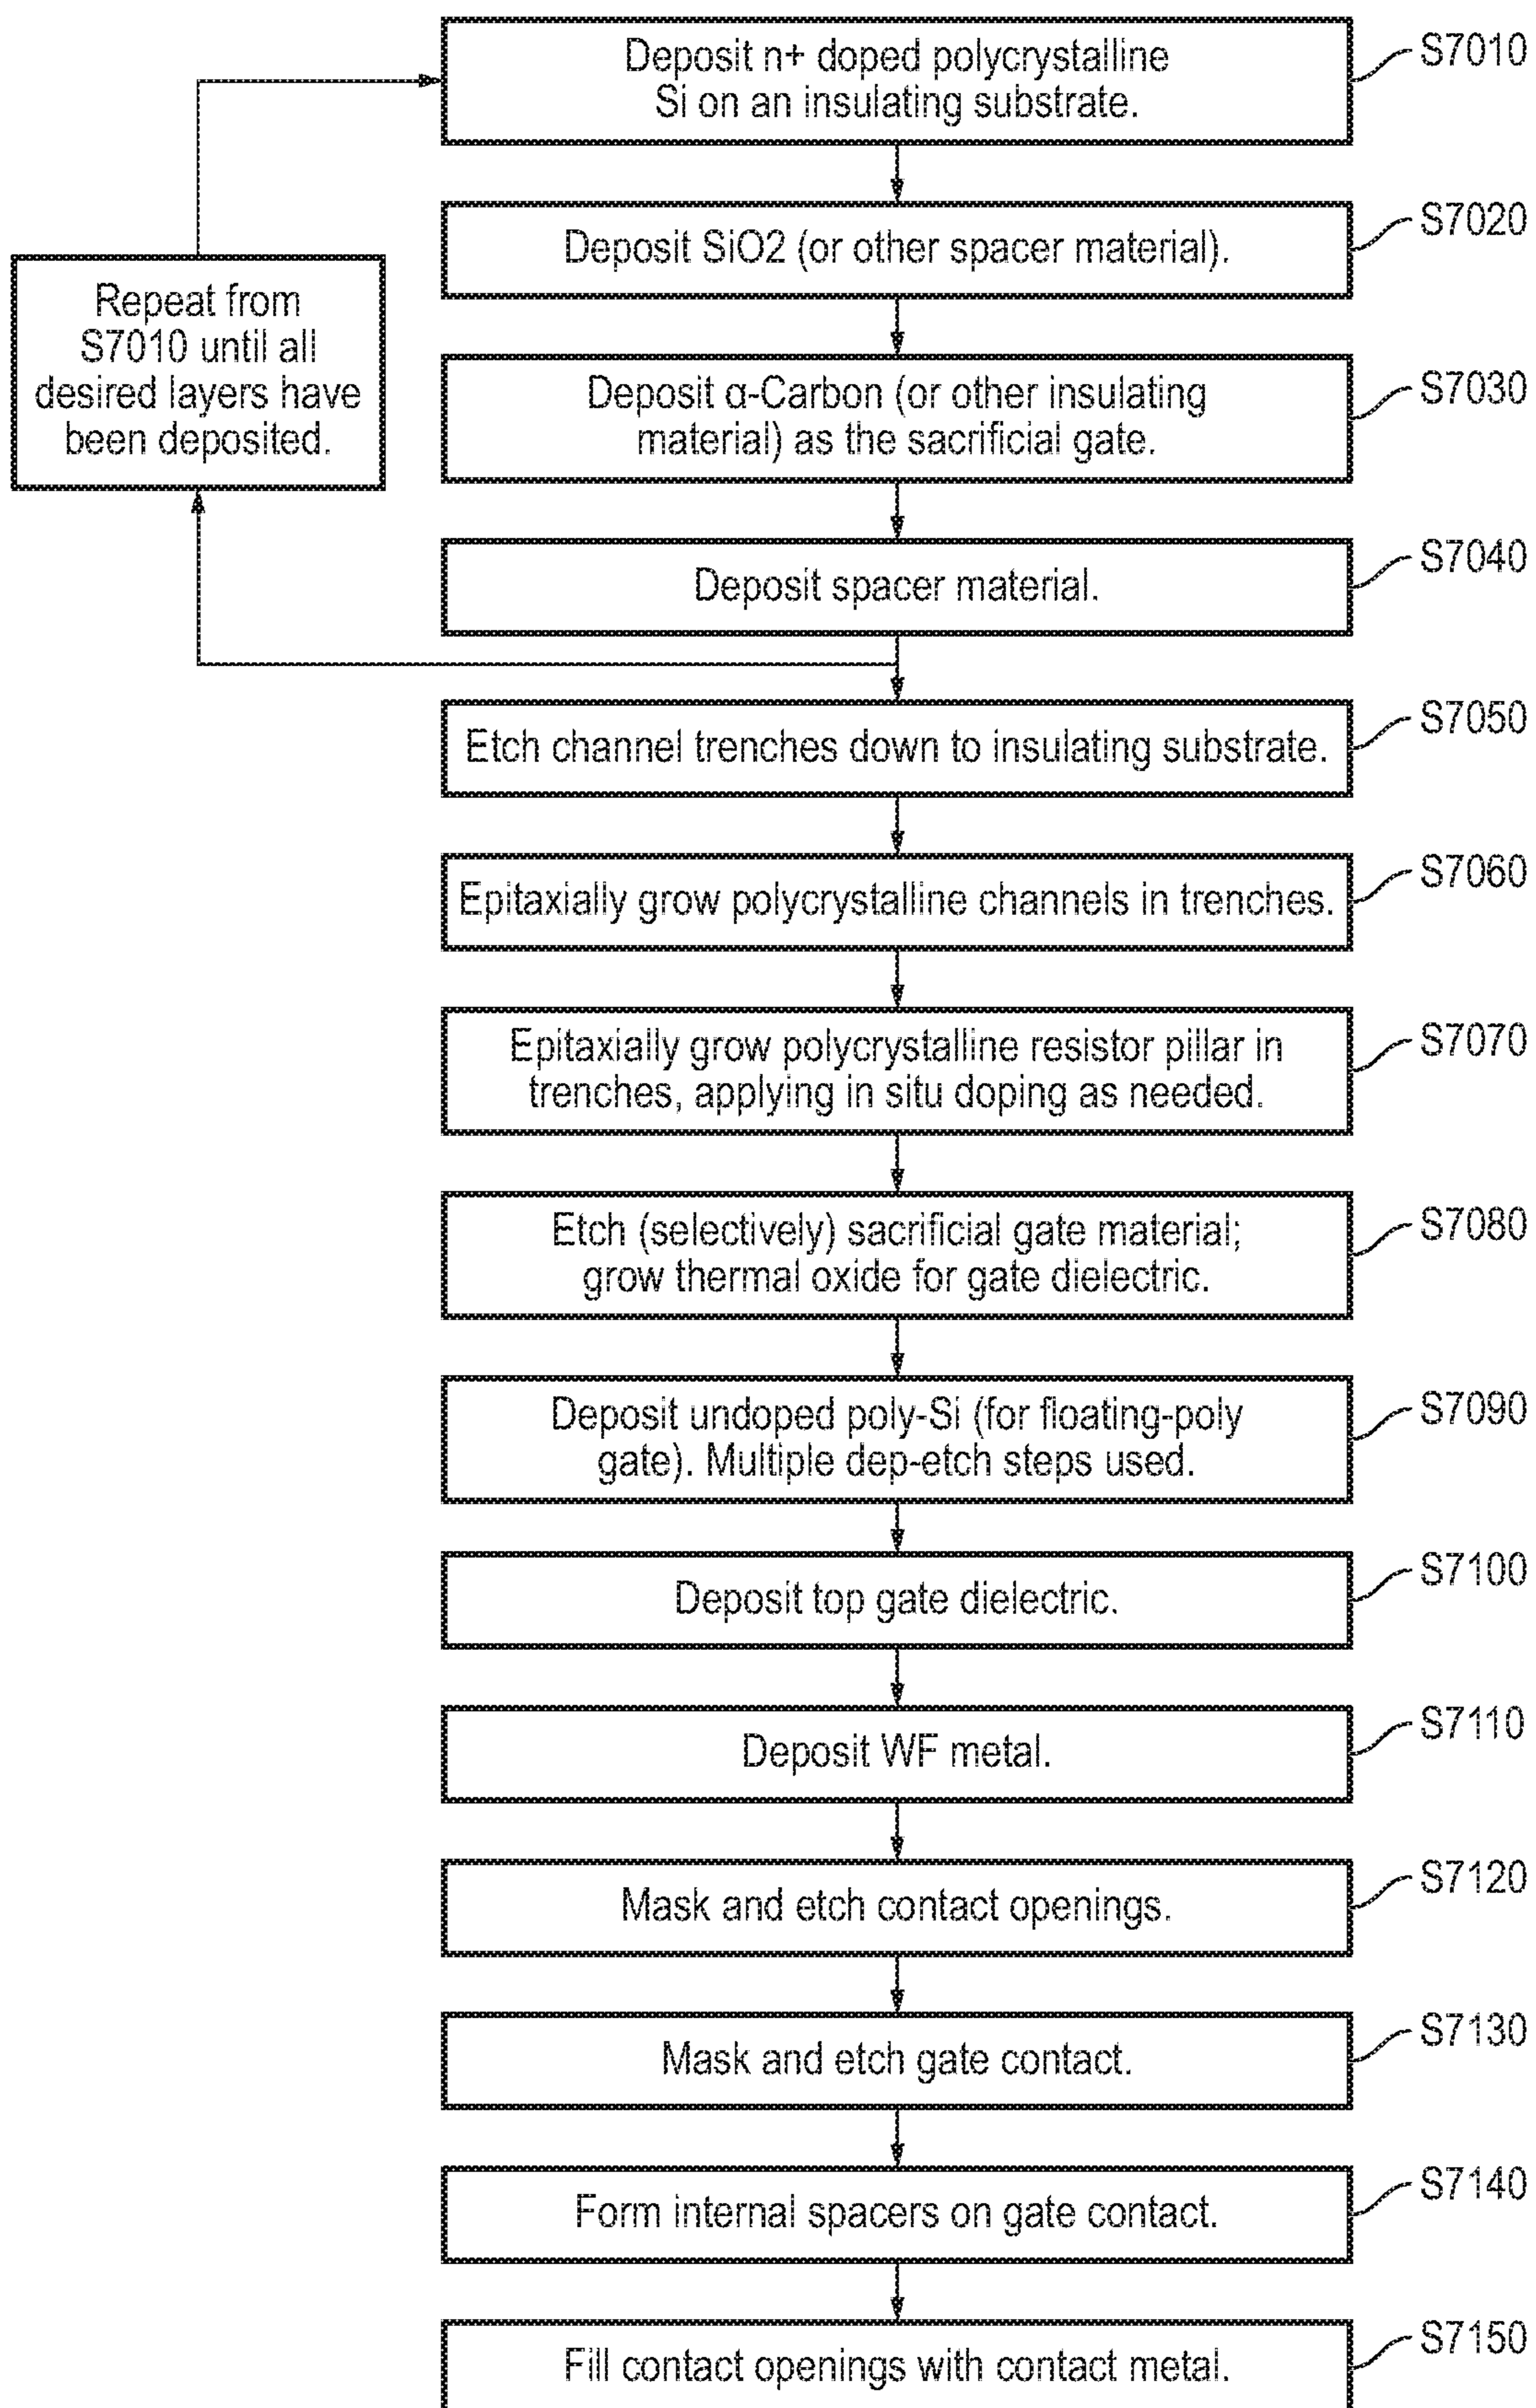 Deposit n+ doped polycrystalline
Si on an insulating substrate.
S7010
Deposit SiO2 (or other spacer material).
S7020
Repeat from
S7010 until all
desired layers have
been deposited.
Deposit α-Carbon (or other insulating
material) as the sacrificial gate.
S7030
Deposit spacer material.
S7040
Etch channel trenches down to insulating substrate.
S7050
Epitaxially grow polycrystalline channels in trenches.
S7060
Epitaxially grow polycrystalline resistor pillar in
trenches, applying in situ doping as needed.
S7070
Etch (selectively) sacrificial gate material;
grow thermal oxide for gate dielectric.
S7080
Deposit undoped poly-Si (for floating-poly
gate). Multiple dep-etch steps used.
S7090
Deposit top gate dielectric.
S7100
Deposit WF metal.
S7110
Mask and etch contact openings.
S7120
Mask and etch gate contact.
S7130
Form internal spacers on gate contact.
S7140
Fill contact openings with contact metal.
S7150